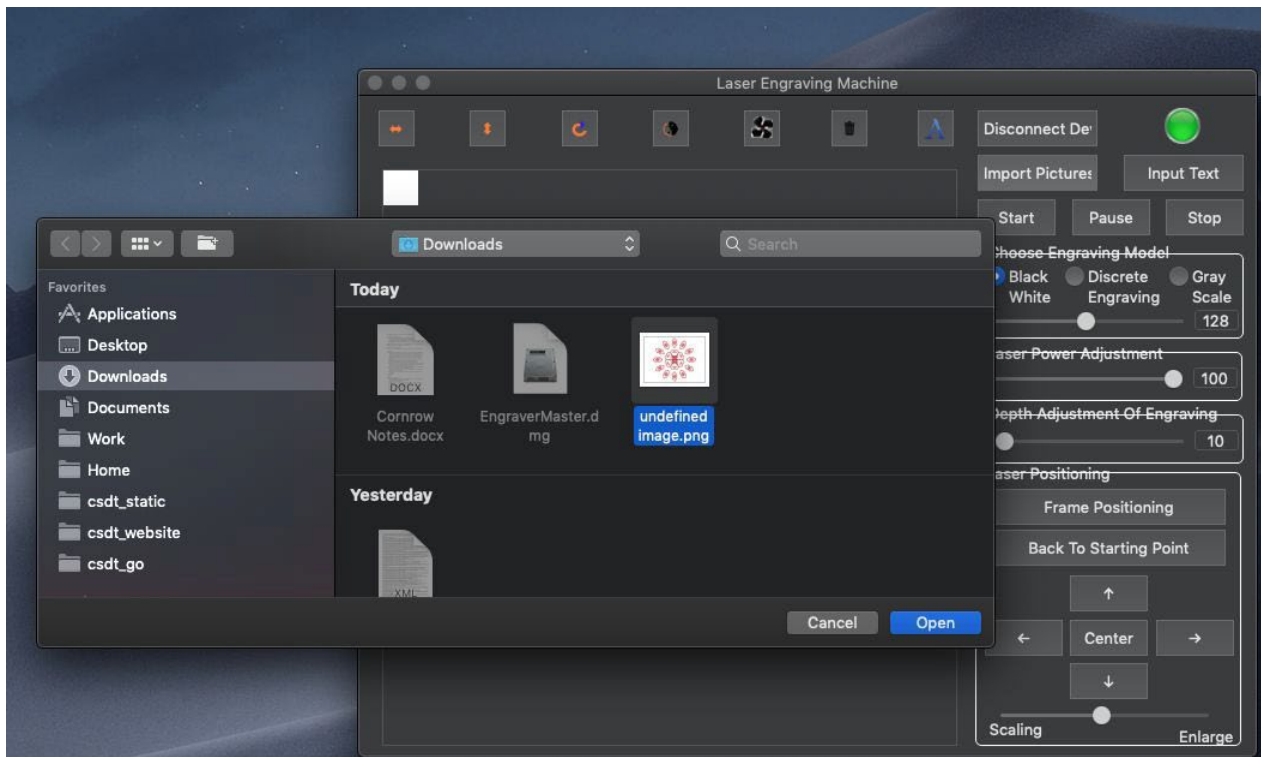 Laser Engraving Machine
Disconnect De
Import Pictures
Input Text
Start
Pause
Stop
Downloads
Search
Choose Engraving Model
Black White
Discrete Engraving
Gray Scale
128
Laser Power Adjustment
100
Depth Adjustment Of Engraving
10
Laser Positioning
Frame Positioning
Back To Starting Point
↑
←
Center
→
↓
Scaling
Enlarge
Favorites
Applications
Desktop
Downloads
Documents
Work
Home
csdt_static
csdt_website
csdt_go
Today
DOCX
Cornrow
Notes.docx
EngraverMaster.d
mg
undefined
image.png
Yesterday
XML
Cancel
Open